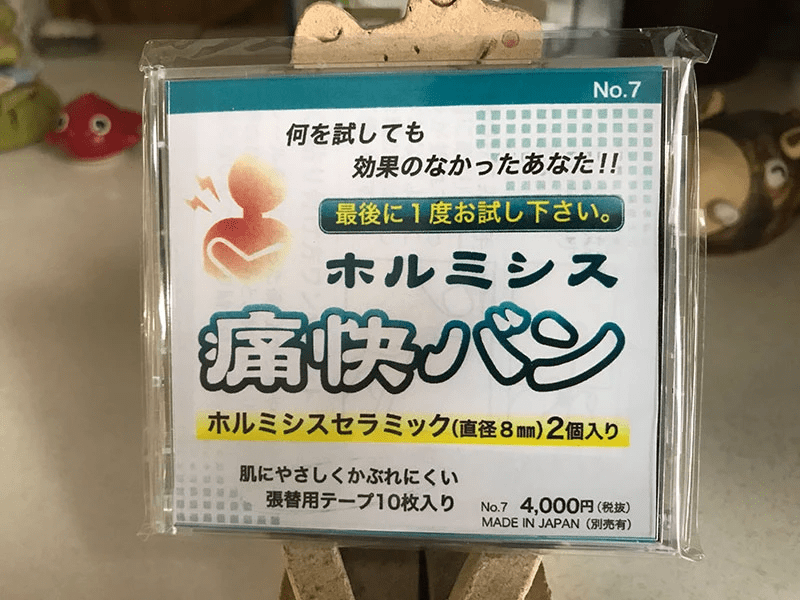 No.7
何を試しても
効果のなかったあなた!!
最後に1度お試し下さい。
ホルミシス
痛快バン
ホルミシスセラミック(直径8㎜)2個入り
肌にやさしくかぶれにくい
張替用テープ10枚入り
No.7 4,000円(税抜)
MADE IN JAPAN (別売有)